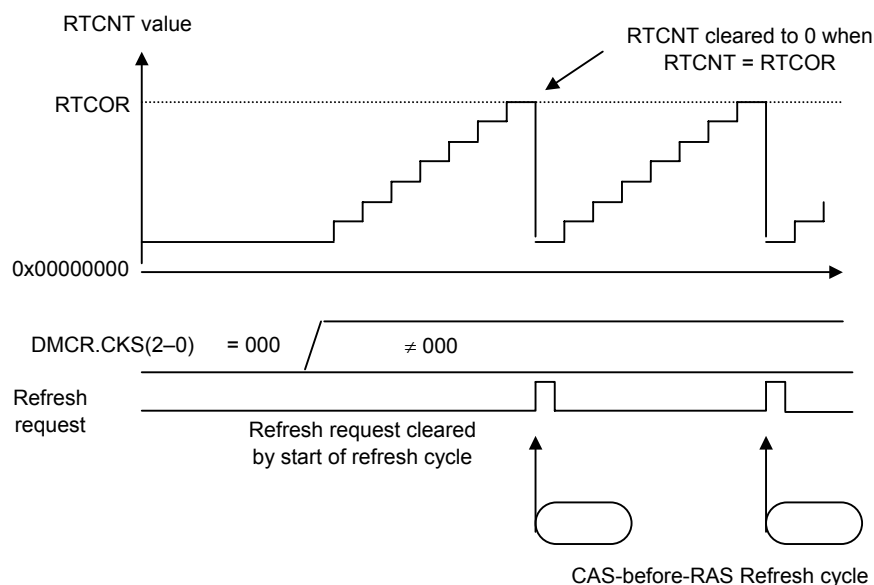 RTCNT value
RTCNT cleared to 0 when
RTCNT = RTCOR
RTCOR
0x00000000
DMCR.CKS(2–0) = 000 ≠ 000
Refresh
request
Refresh request cleared
by start of refresh cycle
CAS-before-RAS Refresh cycle